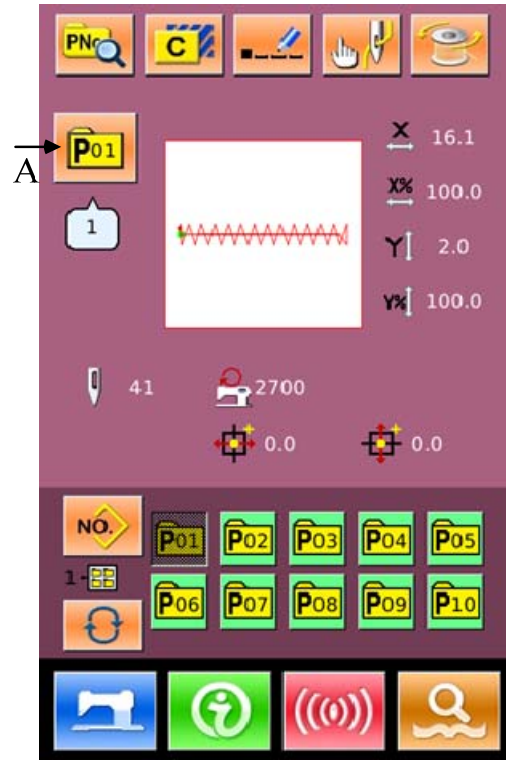 PNo. C
A P01 X 16.1
1 X% 100.0
Y 2.0
Y% 100.0
41 2700
0.0 0.0
NO. P01 P02 P03 P04 P05
1-
P06 P07 P08 P09 P10